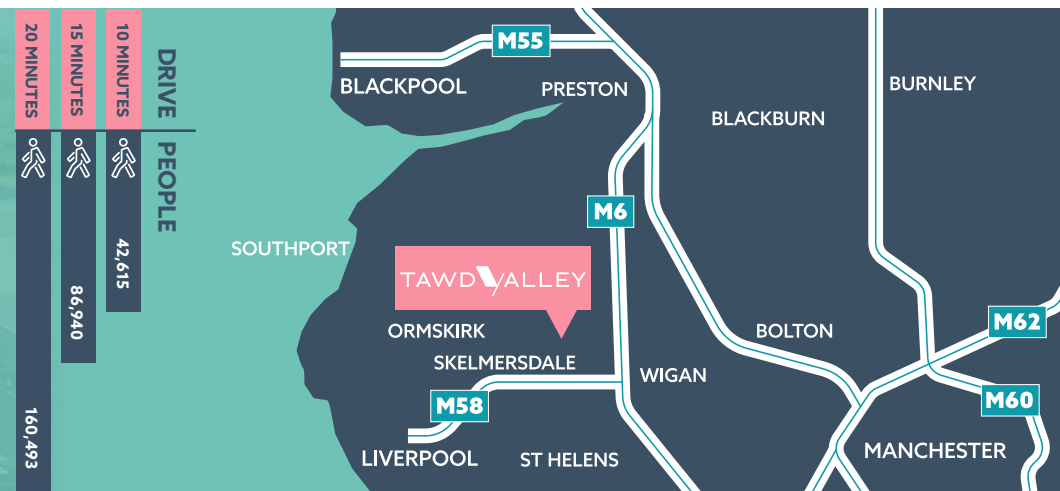 DRIVE
PEOPLE
10 MINUTES
42,615
15 MINUTES
86,940
20 MINUTES
160,493
M55
BLACKPOOL
PRESTON
BURNLEY
BLACKBURN
M6
SOUTHPORT
TAWD VALLEY
ORMSKIRK
BOLTON
M62
SKELMERSDALE
WIGAN
M58
M60
LIVERPOOL
ST HELENS
MANCHESTER